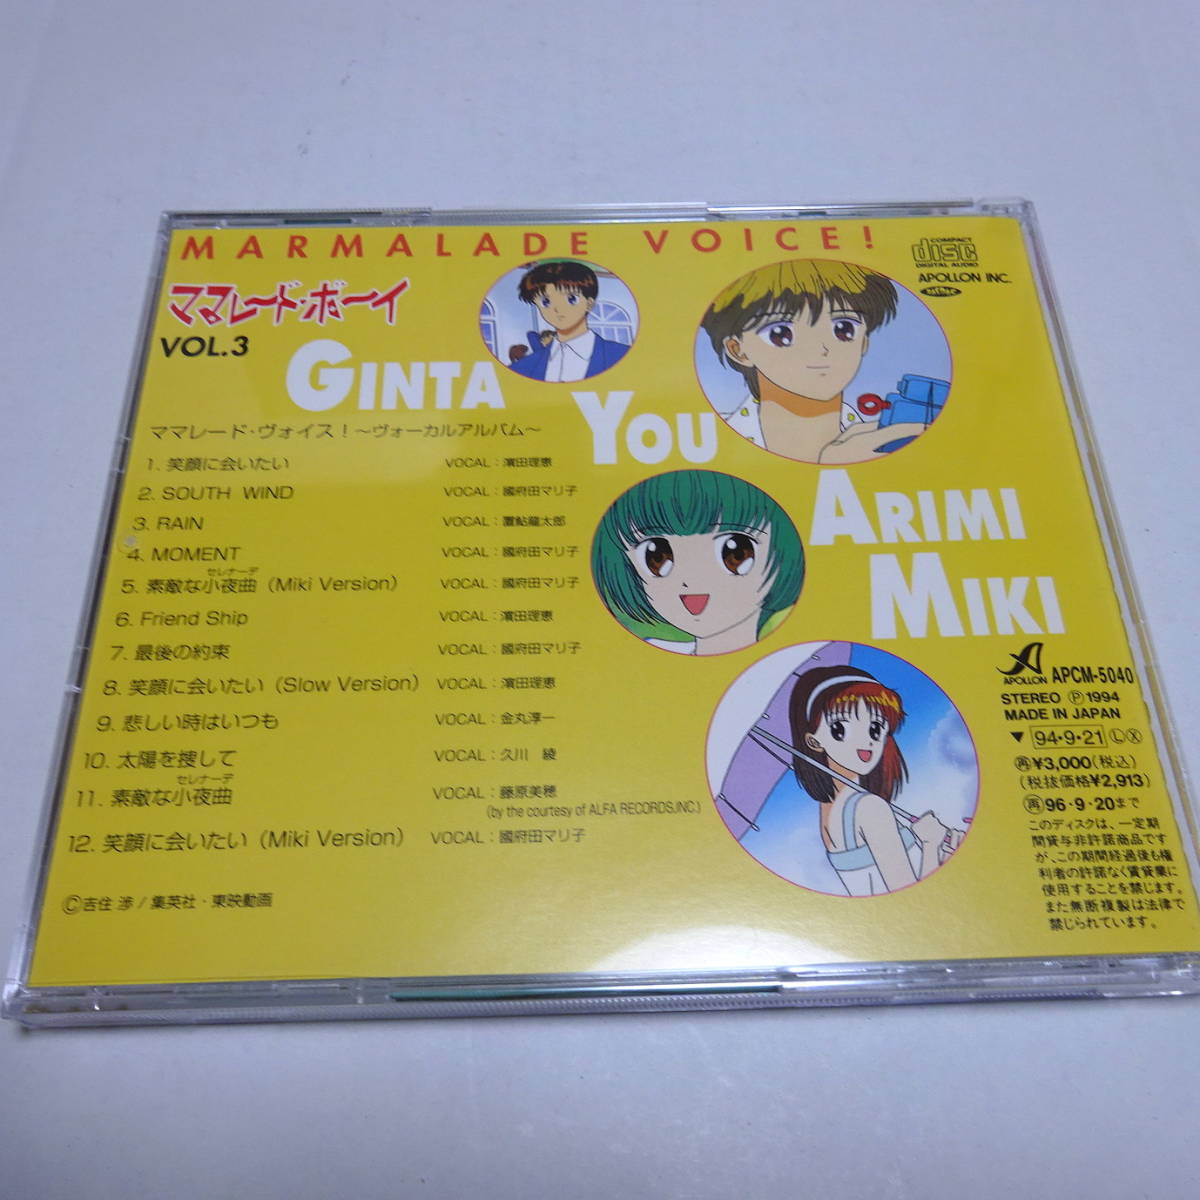 MARMALADE VOICE!
COMPACT
disc
DIGITAL AUDIO
APOLLON INC.
ママレード・ボーイ
VOL.3
GINTA
YOU
ARIMI
MIKI
ママレード・ヴォイス！～ヴォーカルアルバム～
1. 笑顔に会いたい VOCAL：濱田理恵
2. SOUTH WIND VOCAL：國府田マリ子
3. RAIN VOCAL：置鮎龍太郎
4. MOMENT VOCAL：國府田マリ子
セレナーデ
5. 素敵な小夜曲（Miki Version） VOCAL：國府田マリ子
6. Friend Ship VOCAL：濱田理恵
7. 最後の約束 VOCAL：國府田マリ子
8. 笑顔に会いたい（Slow Version） VOCAL：濱田理恵
9. 悲しい時はいつも VOCAL：金丸淳一
10. 太陽を捜して VOCAL：久川 綾
セレナーデ
11. 素敵な小夜曲 VOCAL：藤原美穂
(by the courtesy of ALFA RECORDS,INC.)
12. 笑顔に会いたい（Miki Version） VOCAL：國府田マリ子
©吉住 渉/集英社・東映動画
APOLLON APCM-5040
STEREO Ⓟ1994
MADE IN JAPAN
▼94・9・21ⓁⓍ
再¥3,000(税込)
(税抜価格¥2,913)
再96・9・20まで
このディスクは、一定期
間貸与非許諾商品です
が、この期間経過後も権
利者の許諾なく賃貸業に
使用することを禁じます。
また無断複製は法律で
禁じられています。